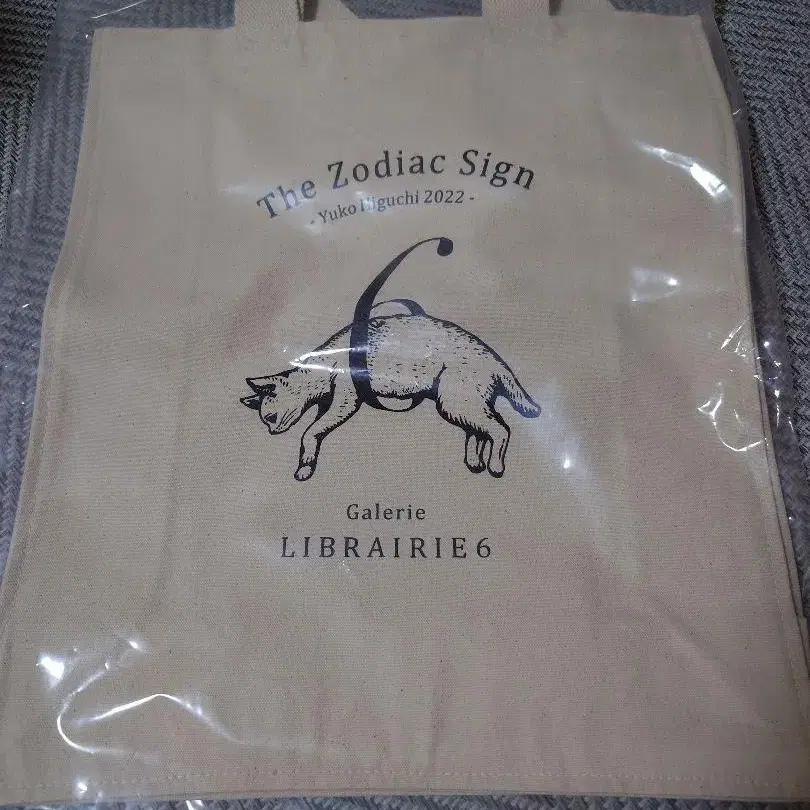 The Zodiac Sign
- Yuko Higuchi 2022 -
6
Galerie
LIBRAIRIE6